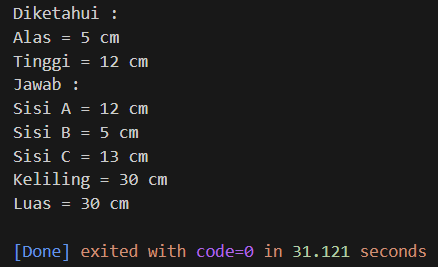 Diketahui :
Alas = 5 cm
Tinggi = 12 cm
Jawab :
Sisi A = 12 cm
Sisi B = 5 cm
Sisi C = 13 cm
Keliling = 30 cm
Luas = 30 cm
[Done] exited with code=0 in 31.121 seconds